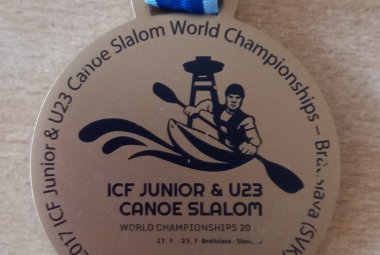 2017 ICF Junior & U23 Canoe Slalom World Championships – Bratislava (SVK)
ICF JUNIOR & U23
CANOE SLALOM
WORLD CHAMPIONSHIPS 20
17. 7. - 23. 7 Bratislava -